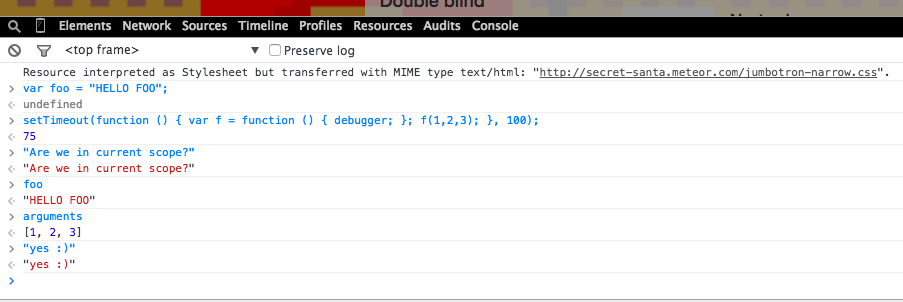 Double blind
Elements Network Sources Timeline Profiles Resources Audits Console
<top frame> ▼ Preserve log
Resource interpreted as Stylesheet but transferred with MIME type text/html: "http://secret-santa.meteor.com/jumbotron-narrow.css".
> var foo = "HELLO FOO";
<· undefined
> setTimeout(function () { var f = function () { debugger; }; f(1,2,3); }, 100);
<· 75
> "Are we in current scope?"
<· "Are we in current scope?"
> foo
<· "HELLO FOO"
> arguments
<· [1, 2, 3]
> "yes :)"
<· "yes :)"
>